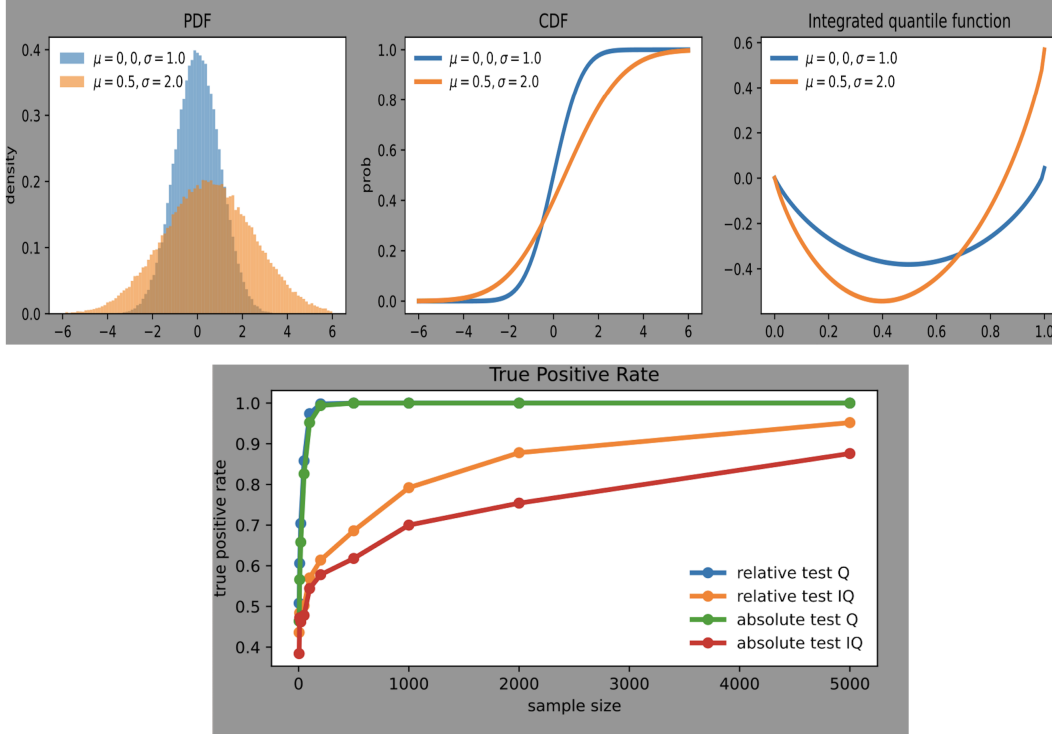 PDF
CDF
Integrated quantile function
density
0.4
0.3
0.2
0.1
0.0
μ = 0,0, σ = 1.0
μ = 0.5, σ = 2.0
−6 −4 −2 0 2 4 6
prob
1.0
0.8
0.6
0.4
0.2
0.0
μ = 0,0, σ = 1.0
μ = 0.5, σ = 2.0
−6 −4 −2 0 2 4 6
0.6
0.4
0.2
0.0
−0.2
−0.4
μ = 0,0, σ = 1.0
μ = 0.5, σ = 2.0
0.0 0.2 0.4 0.6 0.8 1.0
True Positive Rate
true positive rate
1.0
0.9
0.8
0.7
0.6
0.5
0.4
relative test Q
relative test IQ
absolute test Q
absolute test IQ
0 1000 2000 3000 4000 5000
sample size